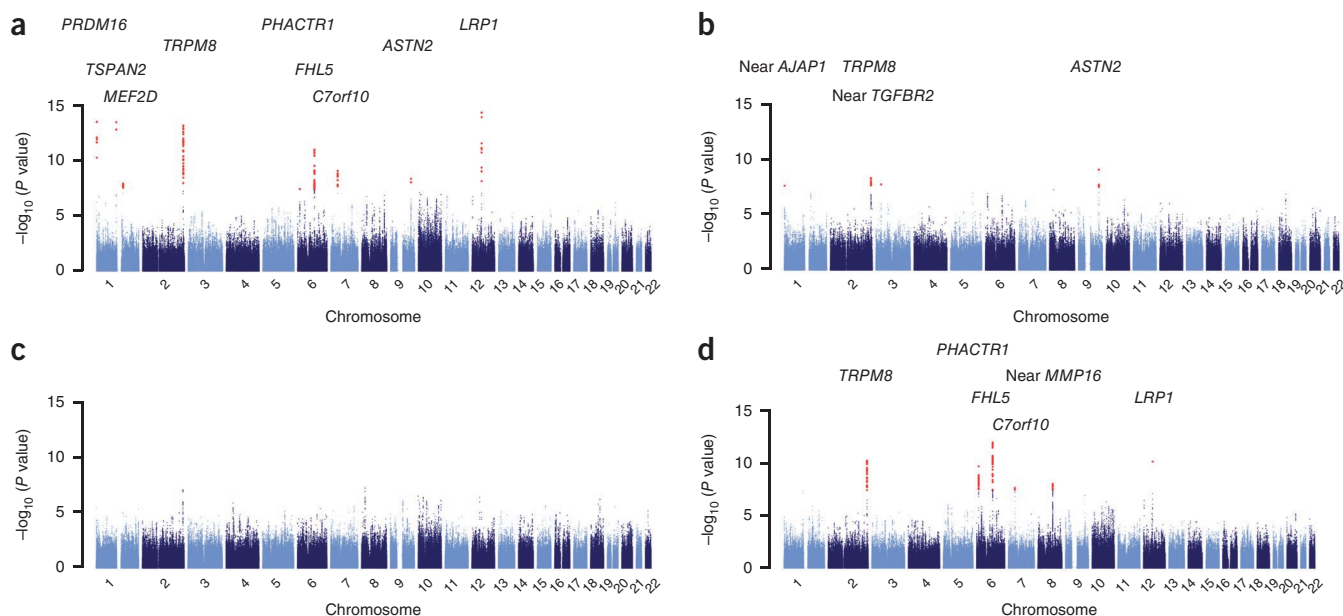 a
PRDM16 PHACTR1 LRP1
TRPM8 ASTN2
TSPAN2 FHL5
MEF2D C7orf10
15
10
5
0
–log10 (P value)
1 2 3 4 5 6 7 8 9 10 11 12 13 14 15 16 17 18 19 20 21 22
Chromosome
b
Near AJAP1 TRPM8 ASTN2
Near TGFBR2
15
10
5
0
–log10 (P value)
1 2 3 4 5 6 7 8 9 10 11 12 13 14 15 16 17 18 19 20 21 22
Chromosome
c
15
10
5
0
–log10 (P value)
1 2 3 4 5 6 7 8 9 10 11 12 13 14 15 16 17 18 19 20 21 22
Chromosome
d
PHACTR1
TRPM8 Near MMP16
FHL5 LRP1
C7orf10
15
10
5
0
–log10 (P value)
1 2 3 4 5 6 7 8 9 10 11 12 13 14 15 16 17 18 19 20 21 22
Chromosome